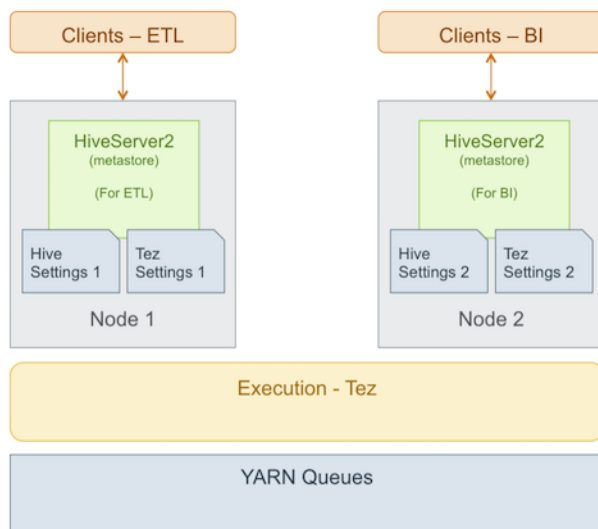 Clients – ETL
Clients – BI
HiveServer2
(metastore)
(For ETL)
Hive
Settings 1
Tez
Settings 1
Node 1
HiveServer2
(metastore)
(For BI)
Hive
Settings 2
Tez
Settings 2
Node 2
Execution - Tez
YARN Queues